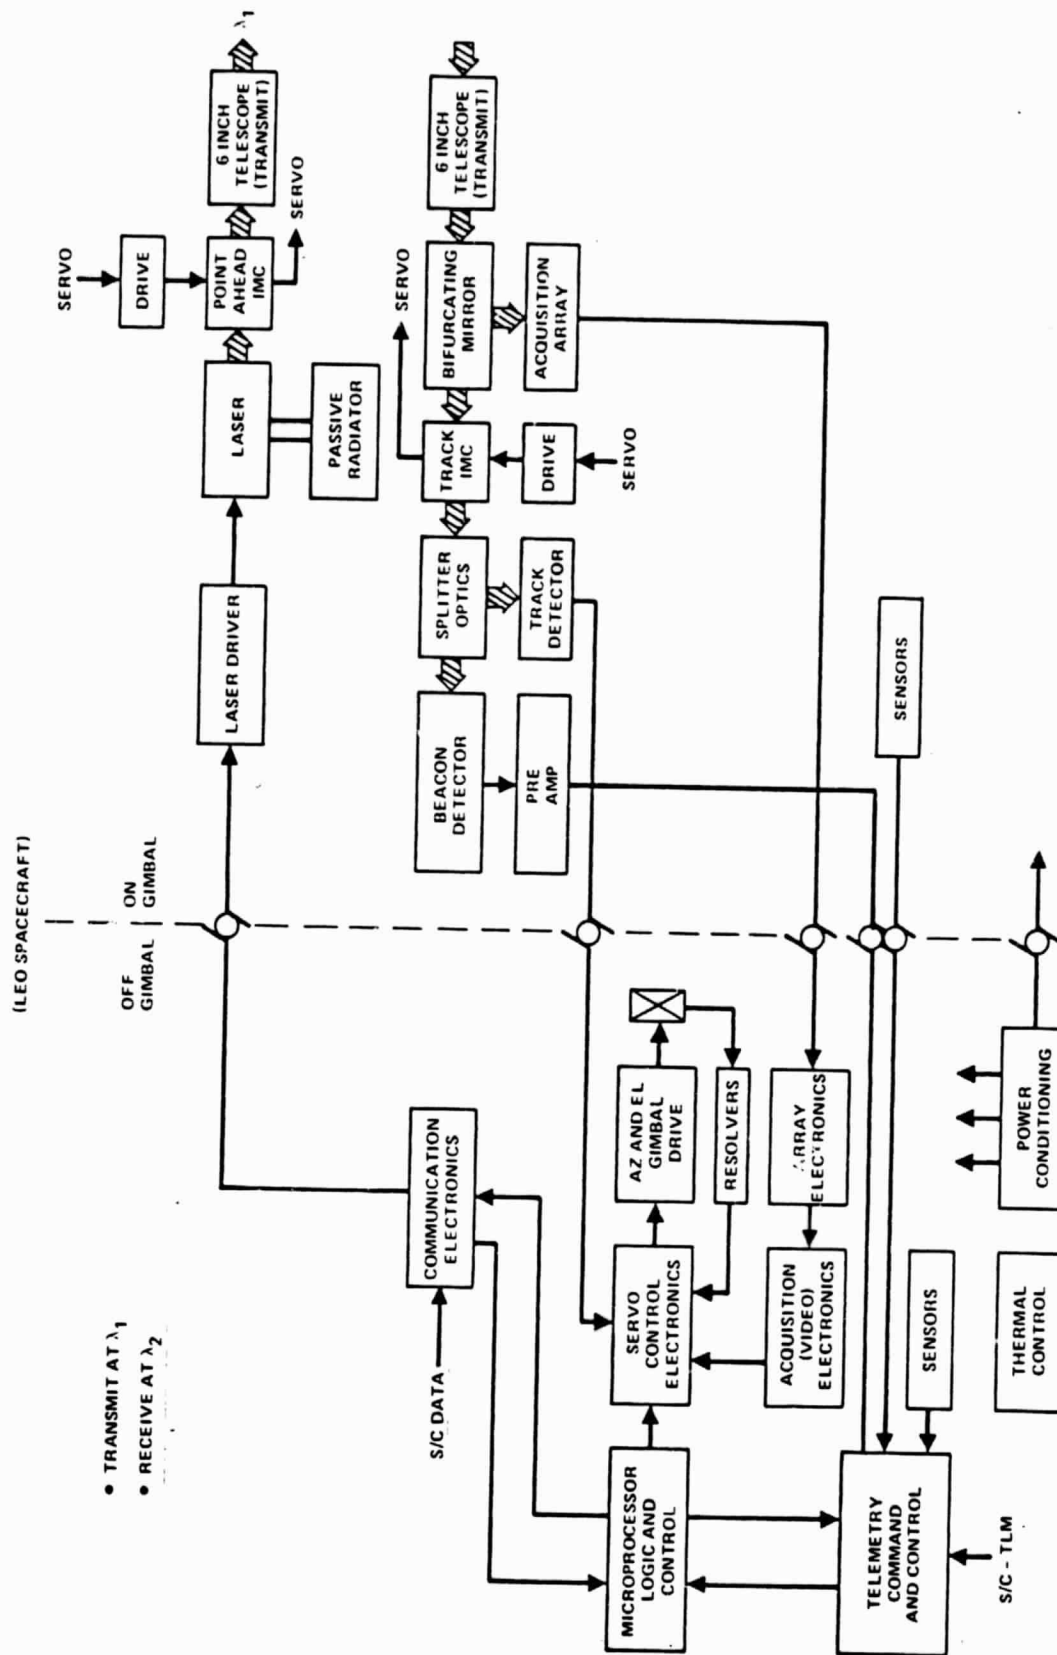 (LEO SPACECRAFT)
OFF
GIMBAL
ON
GIMBAL
• TRANSMIT AT λ1
• RECEIVE AT λ2
SERVO
DRIVE
LASER DRIVER
LASER
POINT
AHEAD
IMC
6 INCH
TELESCOPE
(TRANSMIT)
λ1
SERVO
PASSIVE
RADIATOR
S/C DATA
COMMUNICATION
ELECTRONICS
SERVO
BEACON
DETECTOR
SPLITTER
OPTICS
TRACK
IMC
BIFURCATING
MIRROR
6 INCH
TELESCOPE
(TRANSMIT)
PRE
AMP
TRACK
DETECTOR
DRIVE
ACQUISITION
ARRAY
SERVO
MICROPROCESSOR
LOGIC AND
CONTROL
SERVO
CONTROL
ELECTRONICS
AZ AND EL
GIMBAL
DRIVE
RESOLVERS
ACQUISITION
(VIDEO)
ELECTRONICS
ARRAY
ELECTRONICS
SENSORS
TELEMETRY
COMMAND
AND CONTROL
SENSORS
S/C - TLM
THERMAL
CONTROL
POWER
CONDITIONING